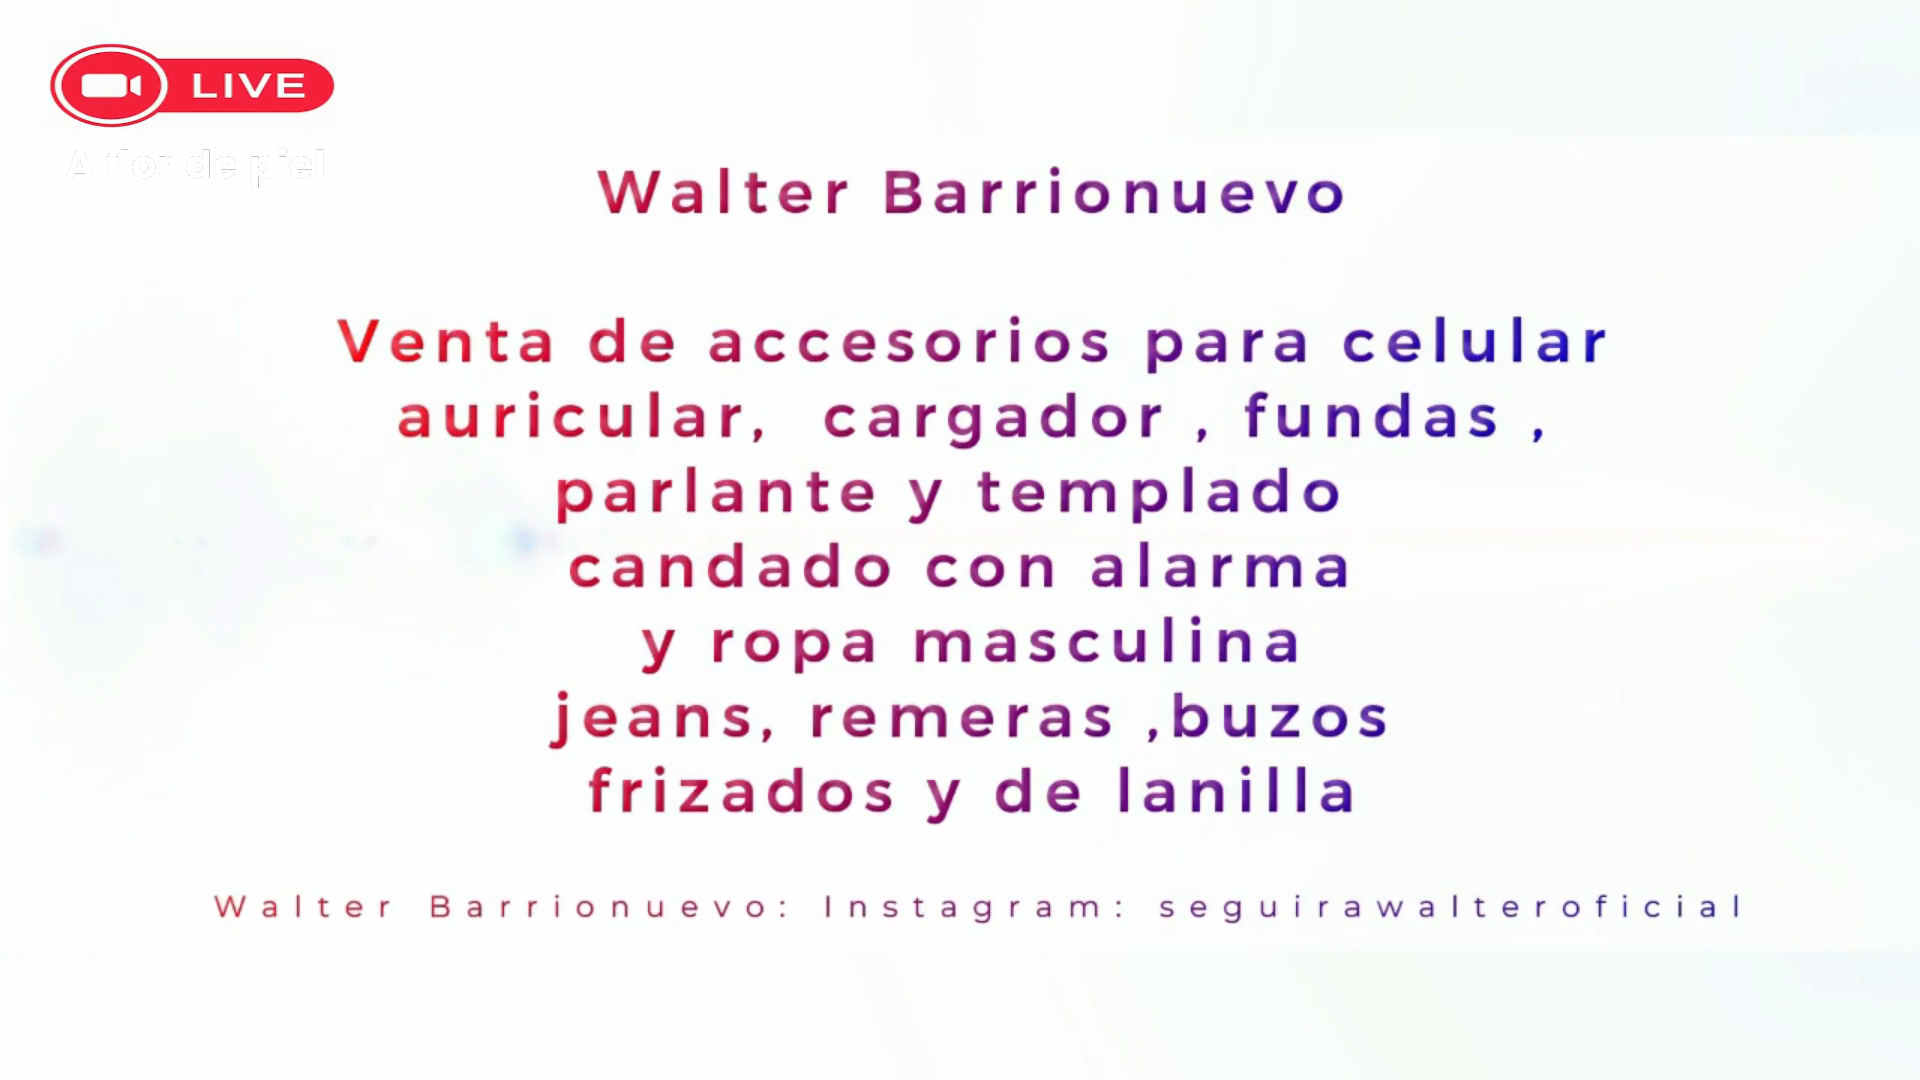 LIVE
A flor de piel
Walter Barrionuevo
Venta de accesorios para celular
auricular, cargador , fundas ,
parlante y templado
candado con alarma
y ropa masculina
jeans, remeras ,buzos
frizados y de lanilla
Walter Barrionuevo: Instagram: seguirawalteroficial